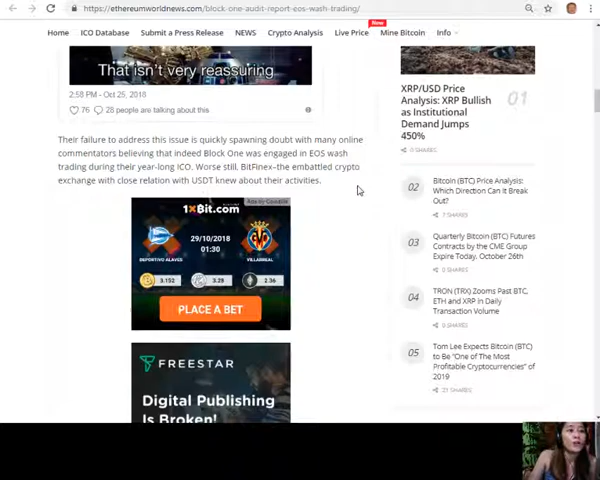 https://ethereumworldnews.com/block-one-audit-report-eos-wash-trading/
New
Home ICO Database Submit a Press Release NEWS Crypto Analysis Live Price Mine Bitcoin Info
That isn't very reassuring
2:58 PM - Oct 25, 2018
76 28 people are talking about this
Their failure to address this issue is quickly spawning doubt with many online
commentators believing that indeed Block One was engaged in EOS wash
trading during their year-long ICO. Worse still, BitFinex–the embattled crypto
exchange with close relation with USDT knew about their activities.
Ads by Coinzilla
1xBit.com
29/10/2018
01:30
DEPORTIVO ALAVES
VILLARREAL
3.152 3.29 2.36
PLACE A BET
FREESTAR
Digital Publishing
Is Broken!
XRP/USD Price
Analysis: XRP Bullish
as Institutional
Demand Jumps
450%
01
0 SHARES
02
Bitcoin (BTC) Price Analysis:
Which Direction Can it Break
Out?
7 SHARES
03
Quarterly Bitcoin (BTC) Futures
Contracts by the CME Group
Expire Today, October 26th
0 SHARES
04
TRON (TRX) Zooms Past BTC,
ETH and XRP in Daily
Transaction Volume
0 SHARES
05
Tom Lee Expects Bitcoin (BTC)
to Be "One of The Most
Profitable Cryptocurrencies" of
2019
21 SHARES